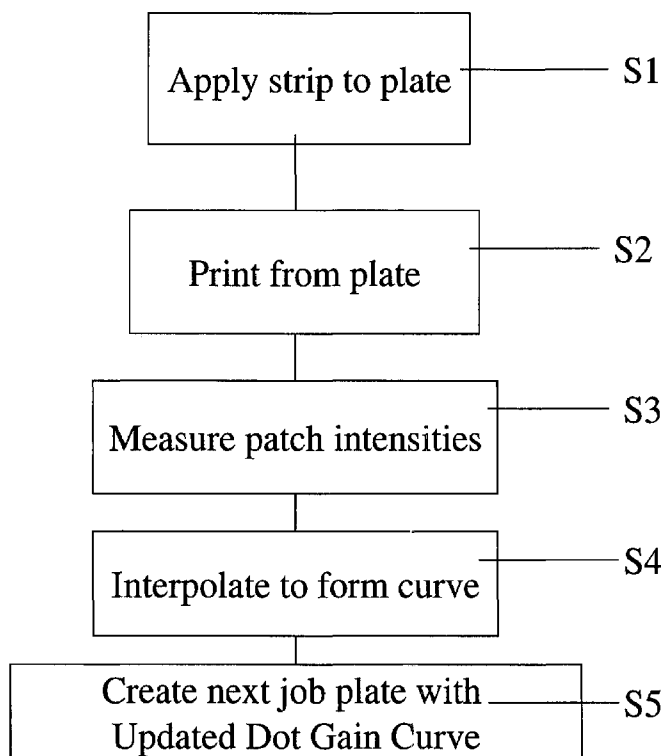 Apply strip to plate
S1
Print from plate
S2
Measure patch intensities
S3
Interpolate to form curve
S4
Create next job plate with
Updated Dot Gain Curve
S5